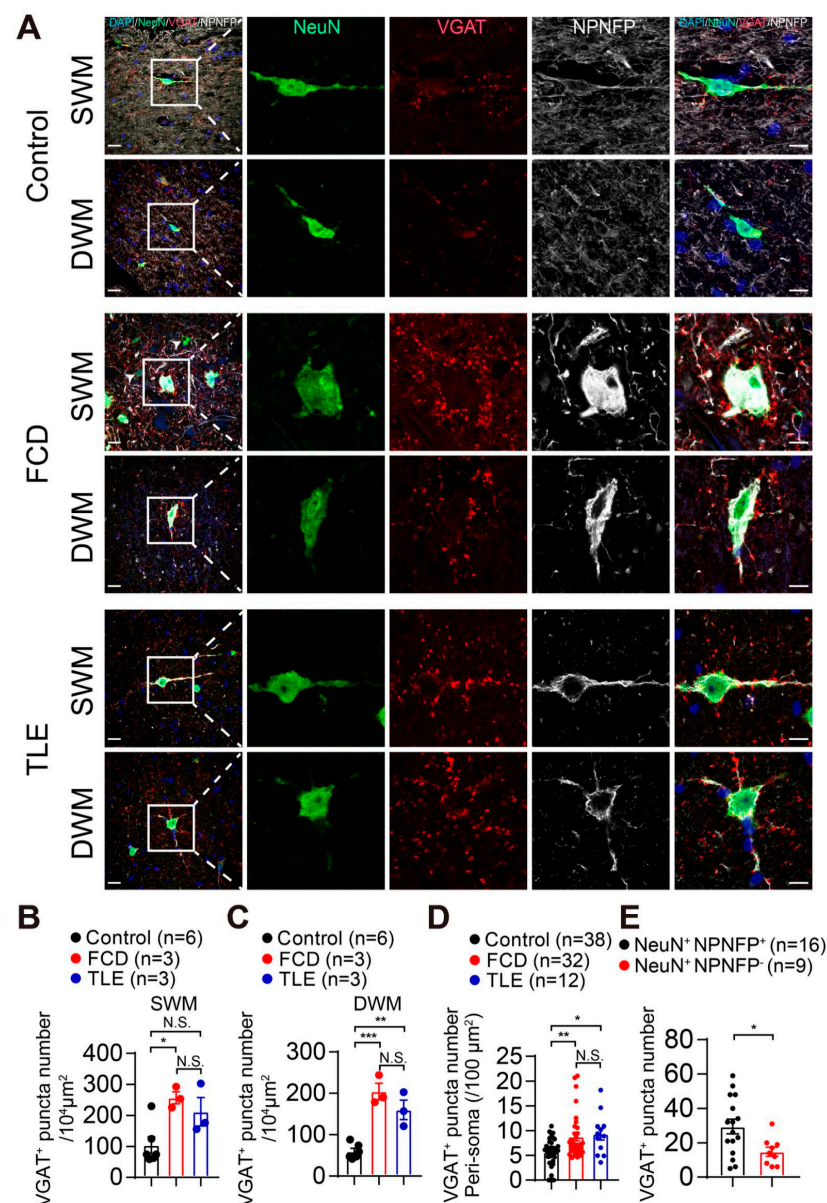 A
DAPI/NeuN/VGAT/NPNFP
NeuN
VGAT
NPNFP
DAPI/NeuN/VGAT/NPNFP
Control
SWM
DWM
FCD
SWM
DWM
TLE
SWM
DWM
B
Control (n=6)
FCD (n=3)
TLE (n=3)
SWM
N.S.
*
N.S.
VGAT⁺ puncta number
/10⁴µm²
400
300
200
100
0
C
Control (n=6)
FCD (n=3)
TLE (n=3)
DWM
**
***
N.S.
VGAT⁺ puncta number
/10⁴µm²
300
200
100
0
D
Control (n=38)
FCD (n=32)
TLE (n=12)
*
**
N.S.
VGAT⁺ puncta number
Peri-soma (/100 µm²)
25
20
15
10
5
0
E
NeuN⁺ NPNFP⁺ (n=16)
NeuN⁺ NPNFP⁻ (n=9)
*
VGAT⁺ puncta number
80
60
40
20
0